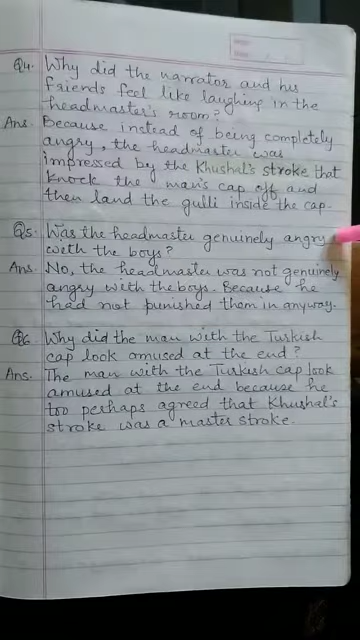 Q4. Why did the narrator and his
friends feel like laughing in the
headmaster's room?
Ans. Because instead of being completely
angry, the headmaster was
impressed by the Khushal's stroke that
knock the man's cap off and
then land the gulli inside the cap.
Q5. Was the headmaster genuinely angry
with the boys?
Ans. No, the headmaster was not genuinely
angry with the boys. Because he
had not punished them in anyway.
Q6. Why did the man with the Turkish
cap look amused at the end?
Ans. The man with the Turkish cap look
amused at the end because he
too perhaps agreed that Khushal's
stroke was a master stroke.